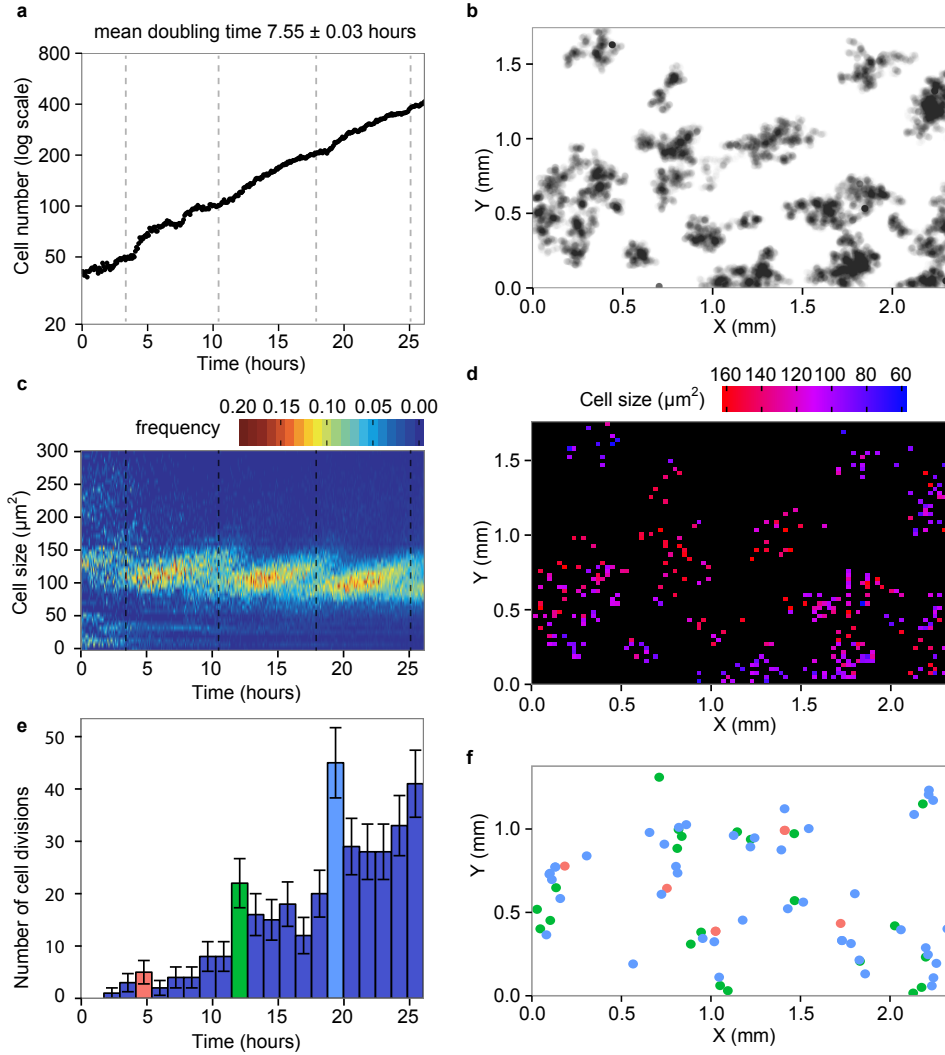 a
mean doubling time 7.55 ± 0.03 hours
Cell number (log scale)
800
400
200
100
50
20
0 5 10 15 20 25
Time (hours)
b
Y (mm)
1.5
1.0
0.5
0.0
0.0 0.5 1.0 1.5 2.0
X (mm)
c
0.20 0.15 0.10 0.05 0.00
frequency
Cell size (µm²)
300
250
200
150
100
50
0
0 5 10 15 20 25
Time (hours)
d
160 140 120 100 80 60
Cell size (µm²)
Y (mm)
1.5
1.0
0.5
0.0
0.0 0.5 1.0 1.5 2.0
X (mm)
e
Number of cell divisions
50
40
30
20
10
0
0 5 10 15 20 25
Time (hours)
f
Y (mm)
1.0
0.5
0.0
0.0 0.5 1.0 1.5 2.0
X (mm)